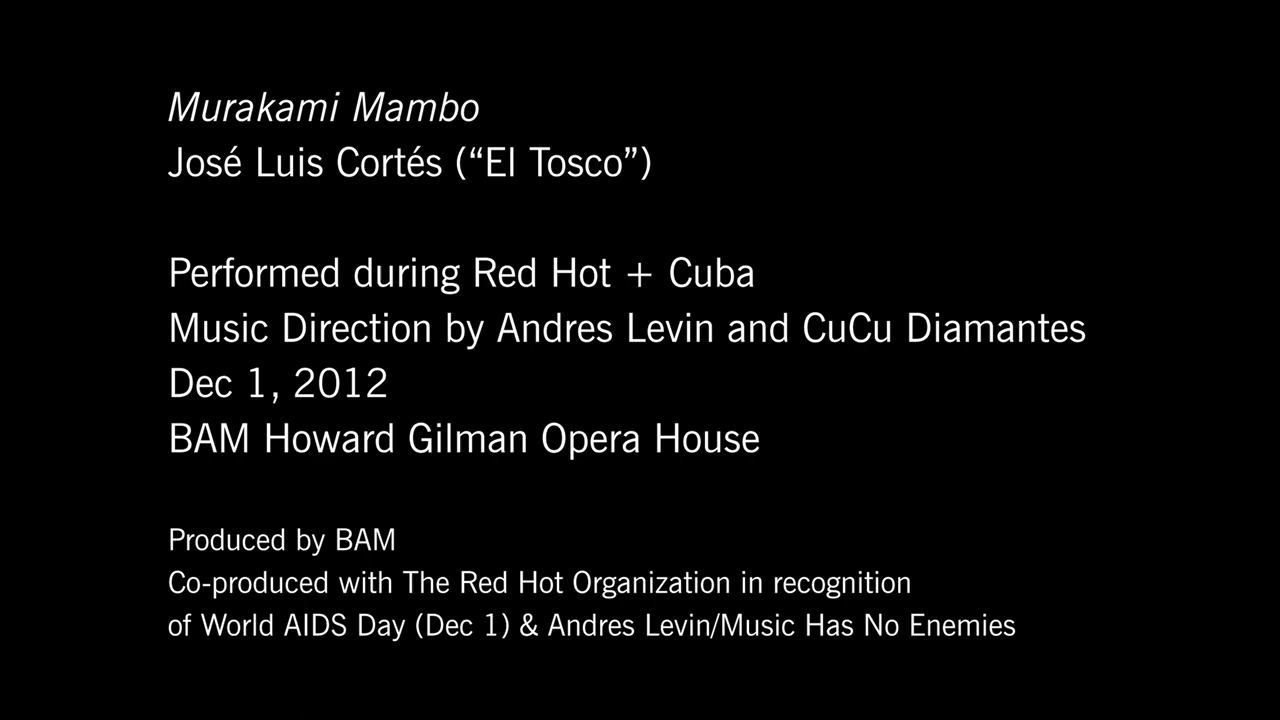 Murakami Mambo
José Luis Cortés (“El Tosco”)
Performed during Red Hot + Cuba
Music Direction by Andres Levin and CuCu Diamantes
Dec 1, 2012
BAM Howard Gilman Opera House
Produced by BAM
Co-produced with The Red Hot Organization in recognition
of World AIDS Day (Dec 1) & Andres Levin/Music Has No Enemies